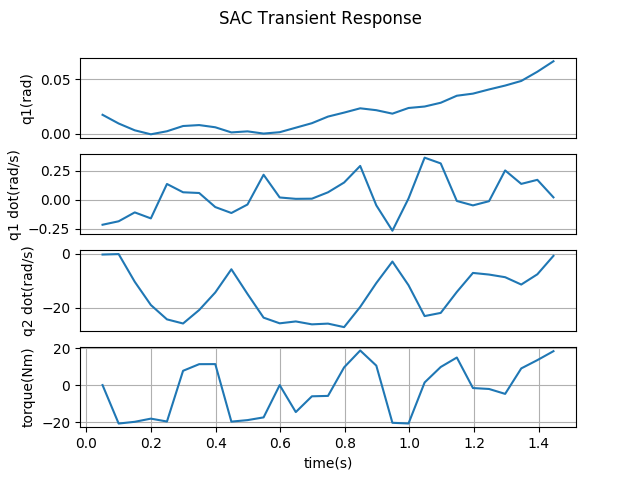 SAC Transient Response
q1(rad)
0.05
0.00
q1 dot(rad/s)
0.25
0.00
−0.25
q2 dot(rad/s)
0
−20
torque(Nm)
20
0
−20
0.0 0.2 0.4 0.6 0.8 1.0 1.2 1.4
time(s)